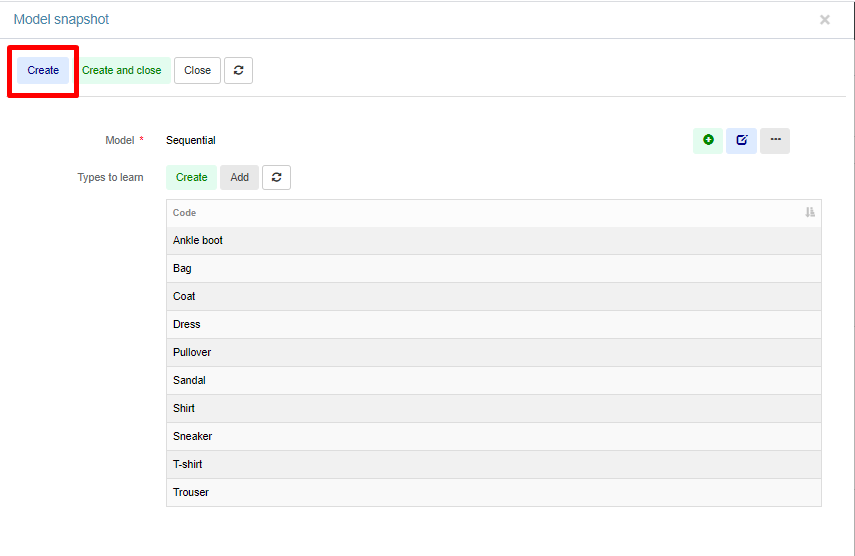 Model snapshot ×
Create Create and close Close
Model * Sequential
Types to learn Create Add
Code
Ankle boot
Bag
Coat
Dress
Pullover
Sandal
Shirt
Sneaker
T-shirt
Trouser